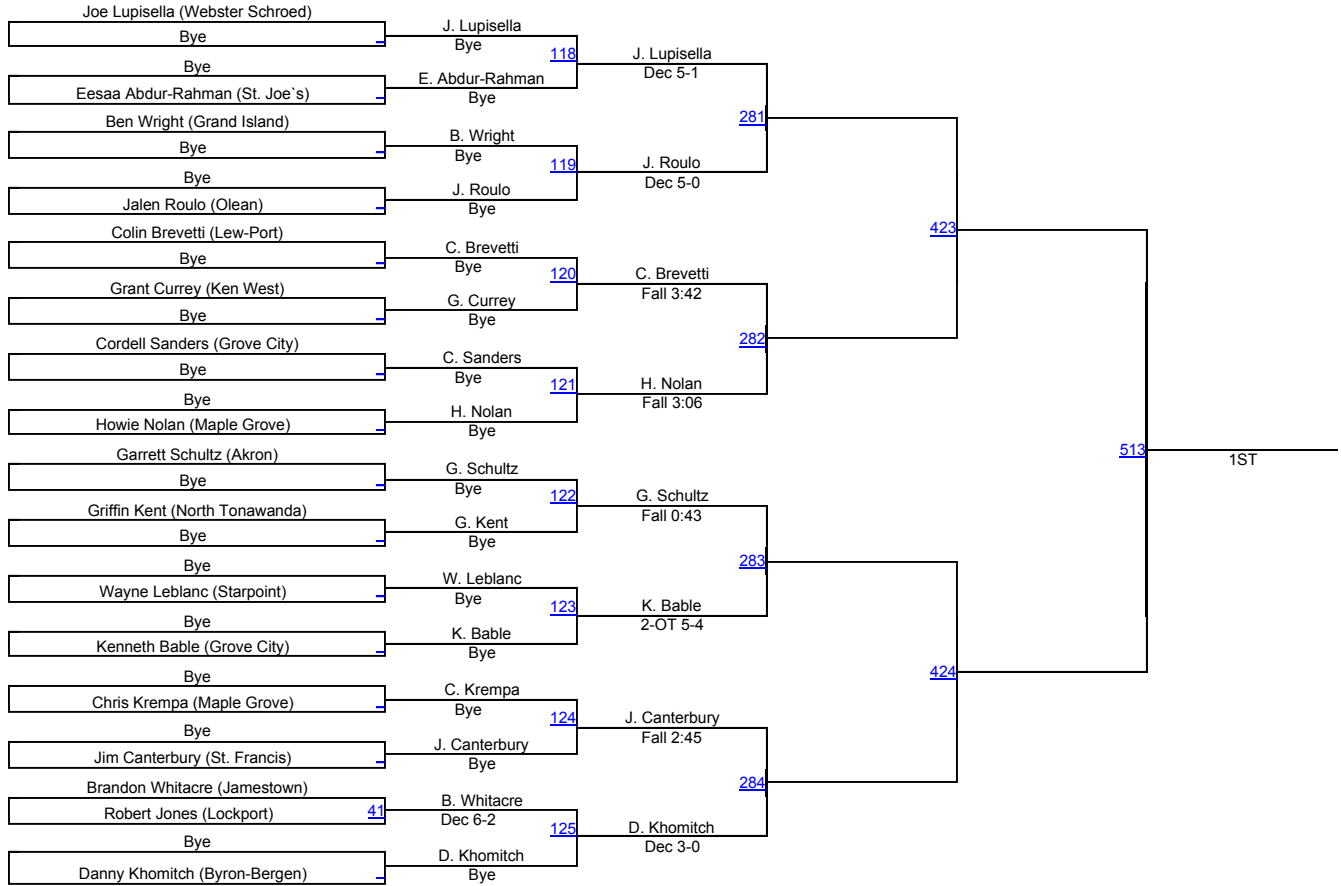 Joe Lupisella (Webster Schroed)
Bye
Bye
Eesaa Abdur-Rahman (St. Joe`s)
Ben Wright (Grand Island)
Bye
Bye
Jalen Roulo (Olean)
Colin Brevetti (Lew-Port)
Bye
Grant Currey (Ken West)
Bye
Cordell Sanders (Grove City)
Bye
Bye
Howie Nolan (Maple Grove)
Garrett Schultz (Akron)
Bye
Griffin Kent (North Tonawanda)
Bye
Bye
Wayne Leblanc (Starpoint)
Bye
Kenneth Bable (Grove City)
Bye
Chris Krempa (Maple Grove)
Bye
Jim Canterbury (St. Francis)
Brandon Whitacre (Jamestown)
Robert Jones (Lockport)
41
Bye
Danny Khomitch (Byron-Bergen)
J. Lupisella
Bye
118
E. Abdur-Rahman
Bye
B. Wright
Bye
119
J. Roulo
Bye
C. Brevetti
Bye
120
G. Currey
Bye
C. Sanders
Bye
121
H. Nolan
Bye
G. Schultz
Bye
122
G. Kent
Bye
W. Leblanc
Bye
123
K. Bable
Bye
C. Krempa
Bye
124
J. Canterbury
Bye
B. Whitacre
Dec 6-2
125
D. Khomitch
Bye
J. Lupisella
Dec 5-1
281
J. Roulo
Dec 5-0
C. Brevetti
Fall 3:42
282
H. Nolan
Fall 3:06
G. Schultz
Fall 0:43
283
K. Bable
2-OT 5-4
J. Canterbury
Fall 2:45
284
D. Khomitch
Dec 3-0
423
424
513
1ST